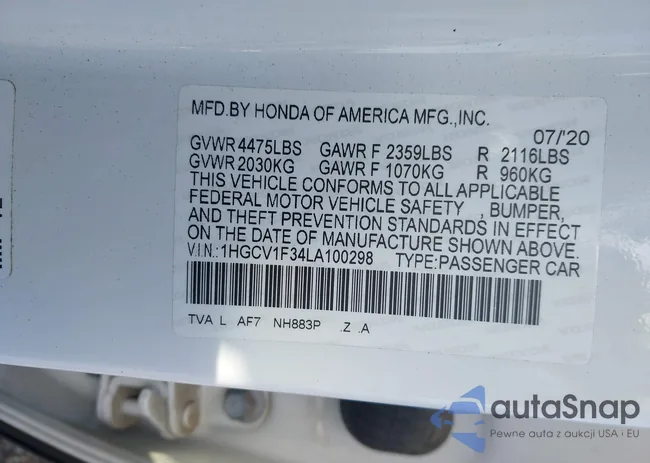 MFD.BY HONDA OF AMERICA MFG.,INC.
07/'20
GVWR 4475LBS GAWR F 2359LBS R 2116LBS
GVWR 2030KG GAWR F 1070KG R 960KG
THIS VEHICLE CONFORMS TO ALL APPLICABLE
FEDERAL MOTOR VEHICLE SAFETY , BUMPER,
AND THEFT PREVENTION STANDARDS IN EFFECT
ON THE DATE OF MANUFACTURE SHOWN ABOVE.
V.I.N.:1HGCV1F34LA100298 TYPE:PASSENGER CAR
TVA L AF7 NH883P .Z .A
autaSnap
Pewne auta z aukcji USA i EU